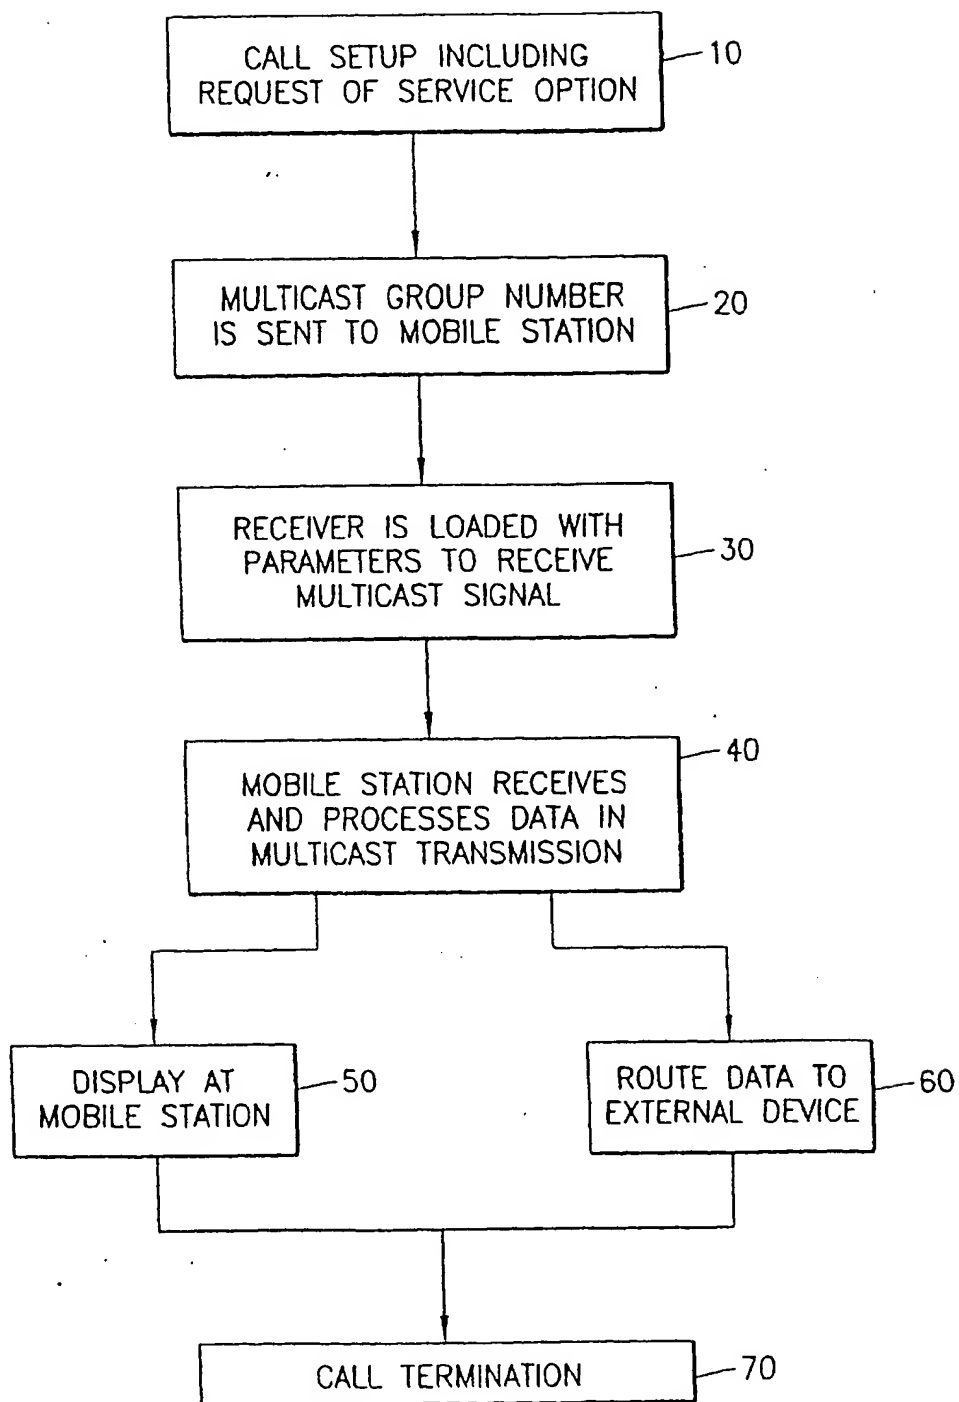 CALL SETUP INCLUDING
REQUEST OF SERVICE OPTION
10
MULTICAST GROUP NUMBER
IS SENT TO MOBILE STATION
20
RECEIVER IS LOADED WITH
PARAMETERS TO RECEIVE
MULTICAST SIGNAL
30
MOBILE STATION RECEIVES
AND PROCESSES DATA IN
MULTICAST TRANSMISSION
40
DISPLAY AT
MOBILE STATION
50
ROUTE DATA TO
EXTERNAL DEVICE
60
CALL TERMINATION
70